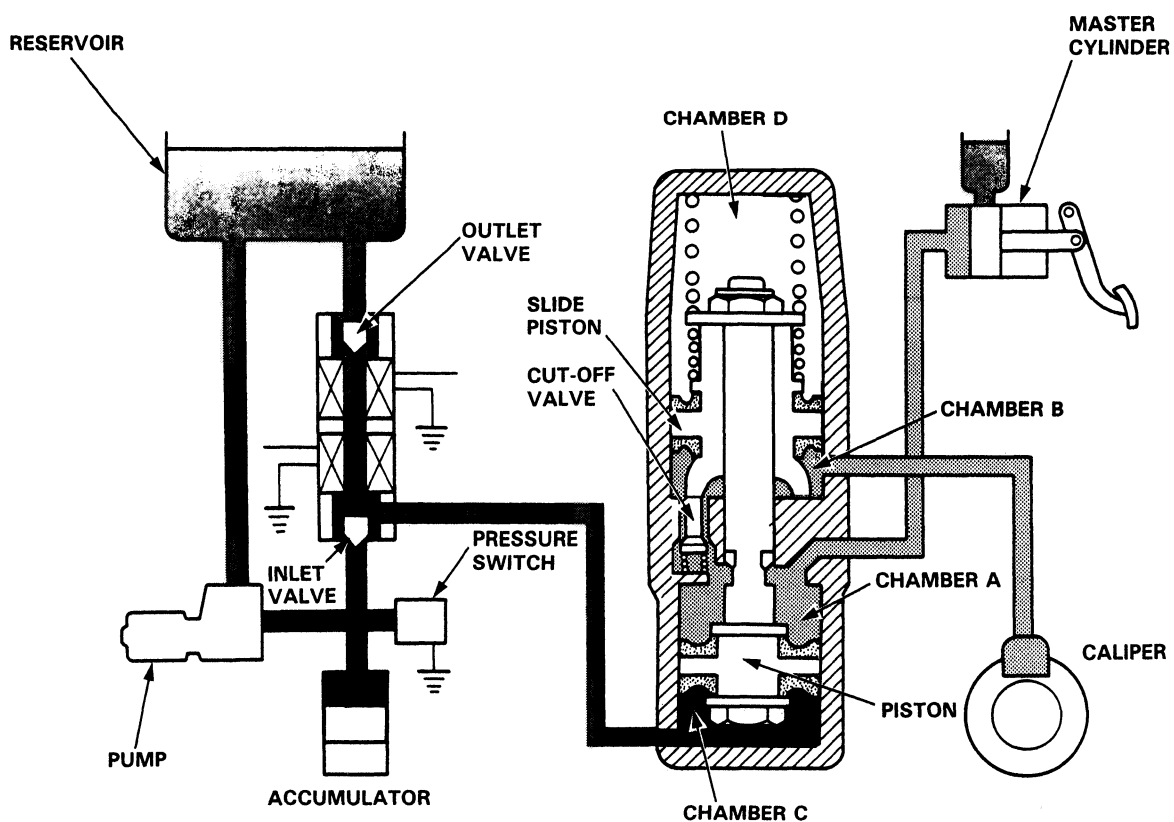 MASTER
CYLINDER
RESERVOIR
CHAMBER D
OUTLET
VALVE
SLIDE
PISTON
CUT-OFF
VALVE
CHAMBER B
PRESSURE
SWITCH
INLET
VALVE
CHAMBER A
CALIPER
PISTON
PUMP
ACCUMULATOR
CHAMBER C